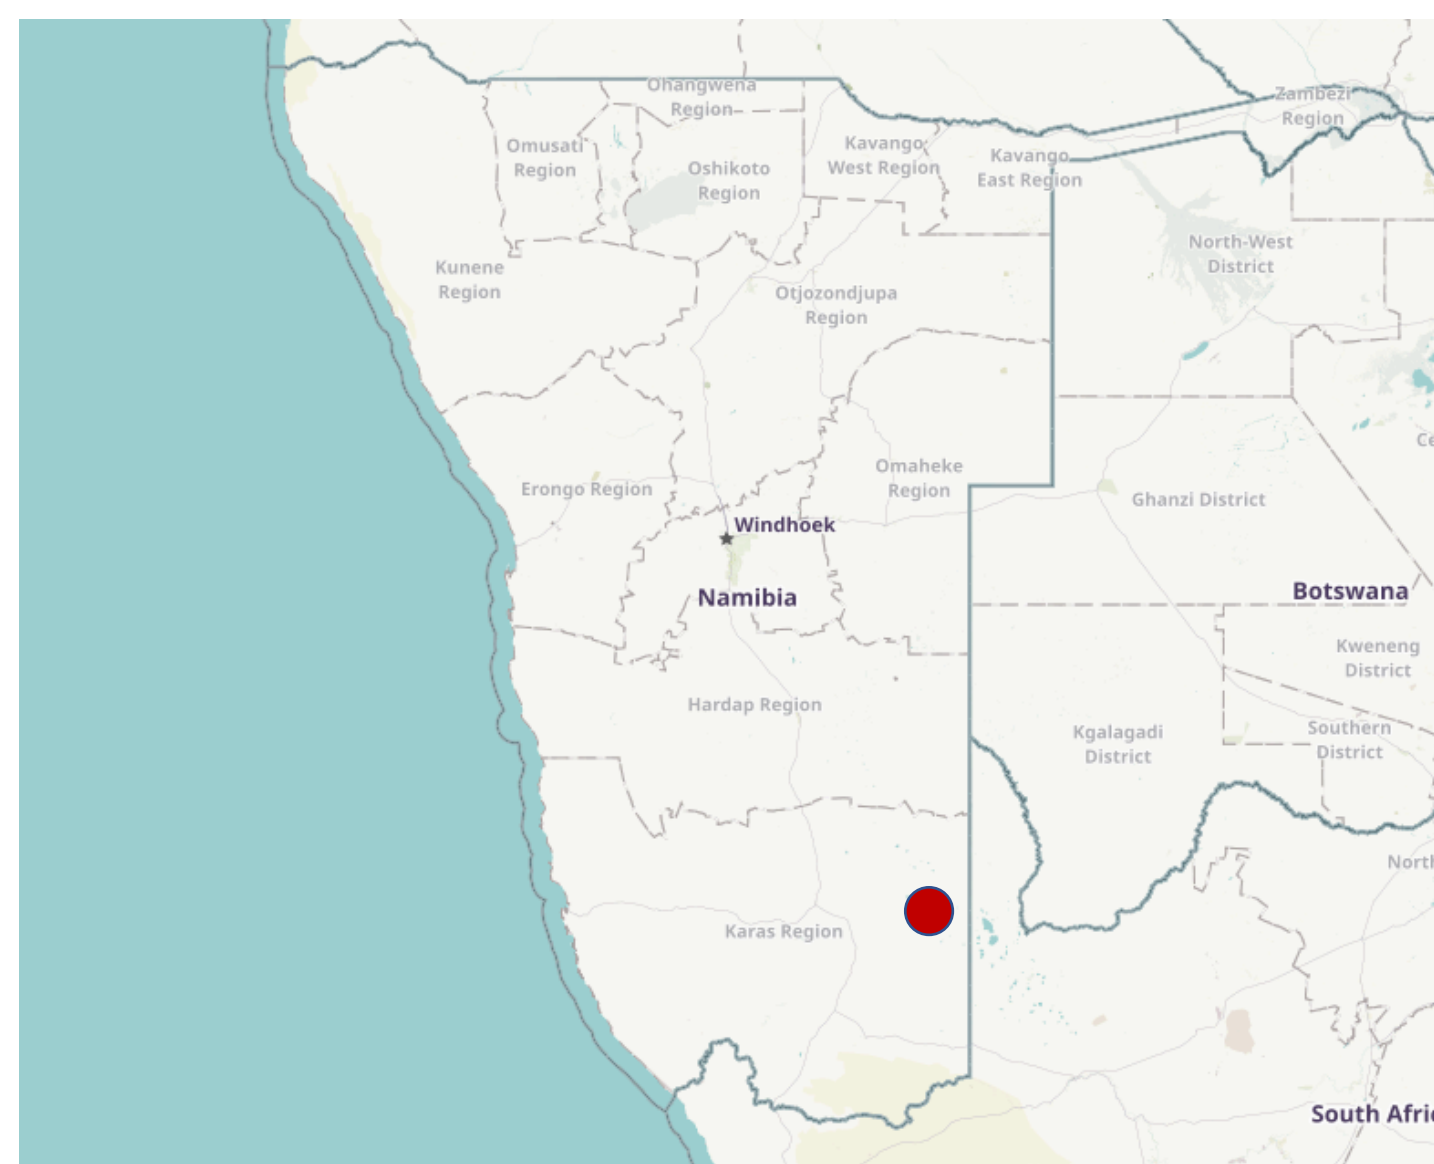 Ohangwena
Region
Zambezi
Region
Omusati
Region
Kavango
West Region
Kavango
East Region
Oshikoto
Region
North-West
District
Kunene
Region
Otjozondjupa
Region
Ce
Omaheke
Region
Erongo Region
Ghanzi District
Windhoek
Namibia
Botswana
Kweneng
District
Hardap Region
Kgalagadi
District
Southern
District
North
Karas Region
South Afri